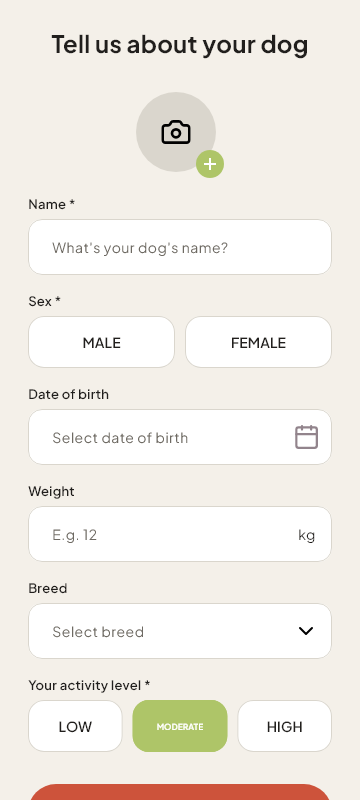 Tell us about your dog
Name *
What's your dog's name?
Sex *
MALE
FEMALE
Date of birth
Select date of birth
Weight
E.g. 12
kg
Breed
Select breed
Your activity level *
LOW
MODERATE
HIGH